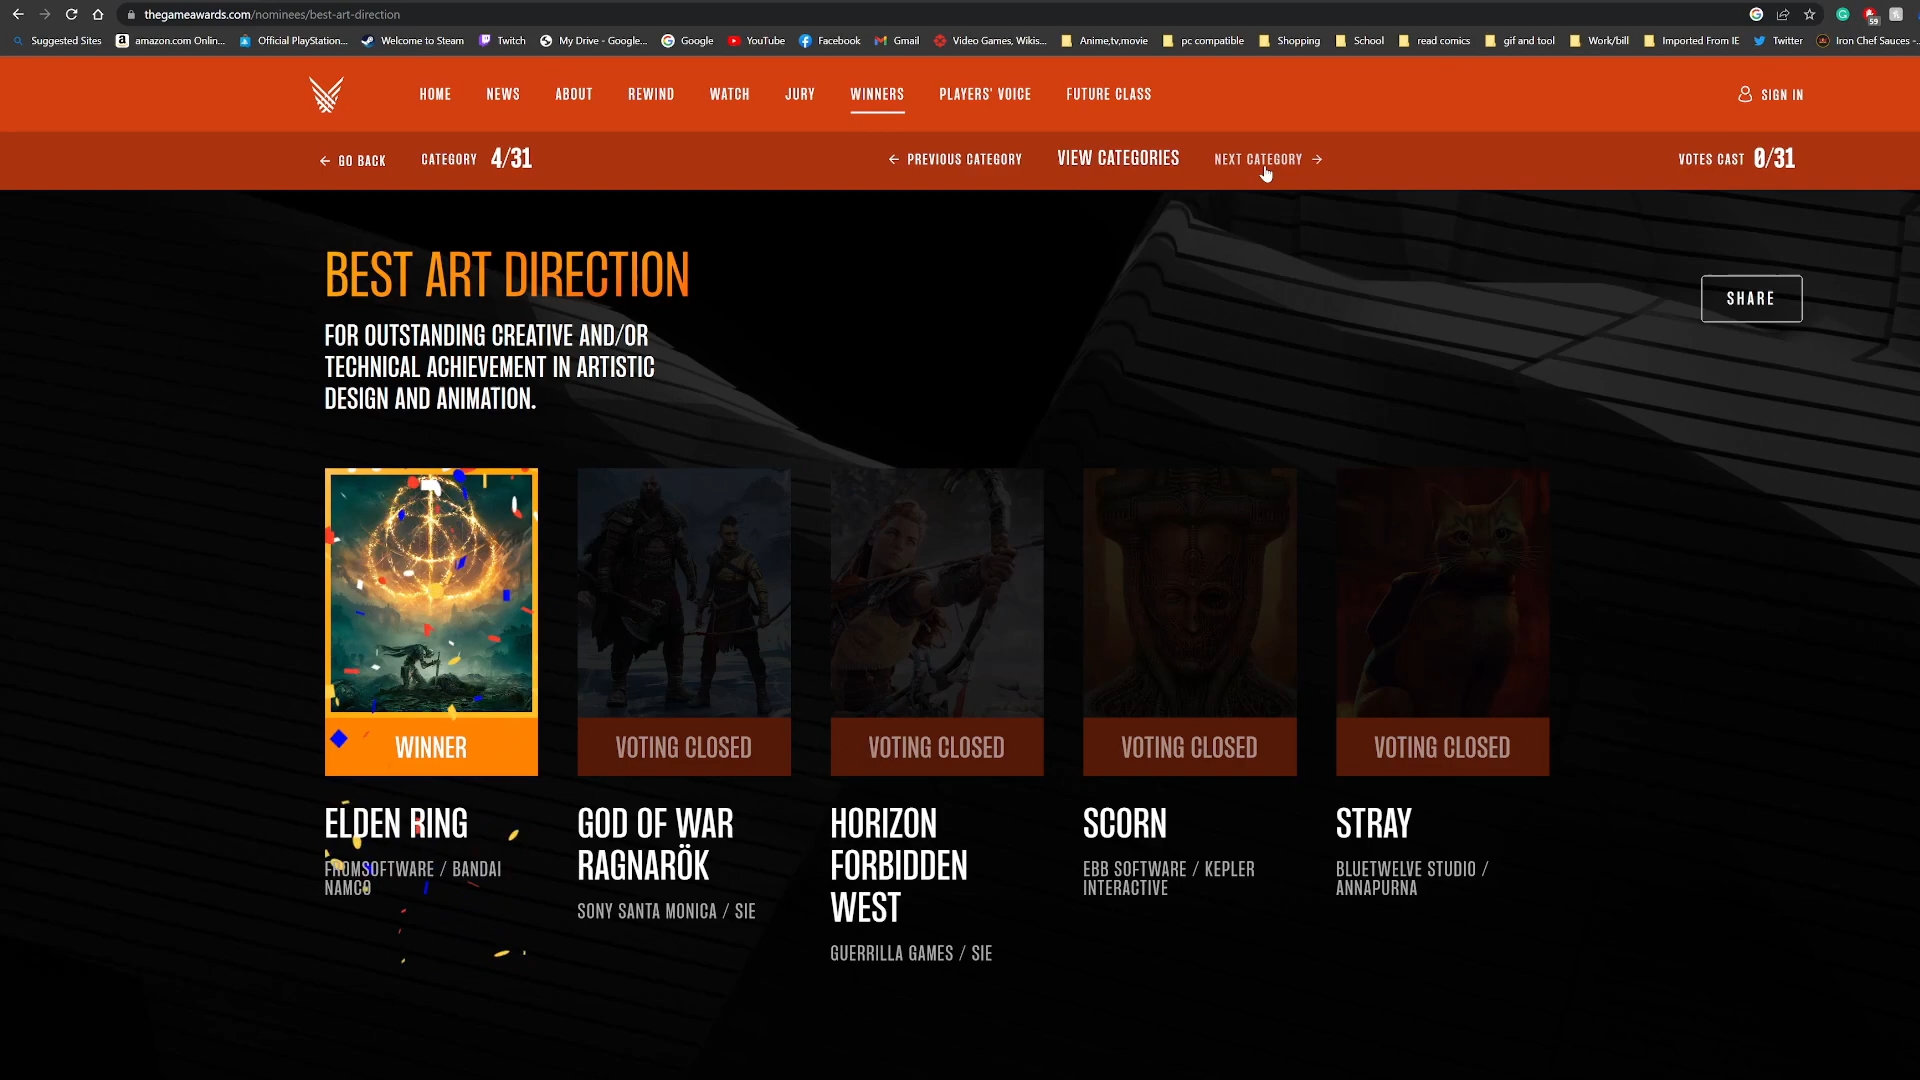 thegameawards.com/nominees/best-art-direction
59
Suggested Sites
amazon.com Onlin...
Official PlayStation...
Welcome to Steam
Twitch
My Drive - Google...
Google
YouTube
Facebook
Gmail
Video Games, Wikis...
Anime,tv,movie
pc compatible
Shopping
School
read comics
gif and tool
Work/bill
Imported From IE
Twitter
Iron Chef Sauces -...
HOME
NEWS
ABOUT
REWIND
WATCH
JURY
WINNERS
PLAYERS' VOICE
FUTURE CLASS
SIGN IN
← GO BACK
CATEGORY 4/31
← PREVIOUS CATEGORY
VIEW CATEGORIES
NEXT CATEGORY →
VOTES CAST 0/31
BEST ART DIRECTION
FOR OUTSTANDING CREATIVE AND/OR
TECHNICAL ACHIEVEMENT IN ARTISTIC
DESIGN AND ANIMATION.
SHARE
WINNER
ELDEN RING
FROMSOFTWARE / BANDAI
NAMCO
VOTING CLOSED
GOD OF WAR
RAGNARÖK
SONY SANTA MONICA / SIE
VOTING CLOSED
HORIZON
FORBIDDEN
WEST
GUERRILLA GAMES / SIE
VOTING CLOSED
SCORN
EBB SOFTWARE / KEPLER
INTERACTIVE
VOTING CLOSED
STRAY
BLUETWELVE STUDIO /
ANNAPURNA